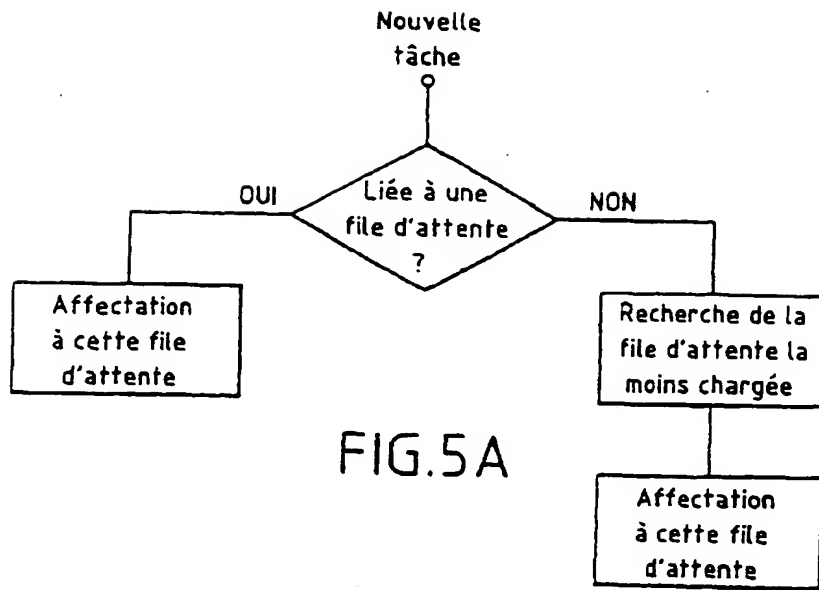 Nouvelle
tâche
OUI
Liée à une
file d'attente
?
NON
Affectation
à cette file
d'attente
Recherche de la
file d'attente la
moins chargée
Affectation
à cette file
d'attente
FIG.5A